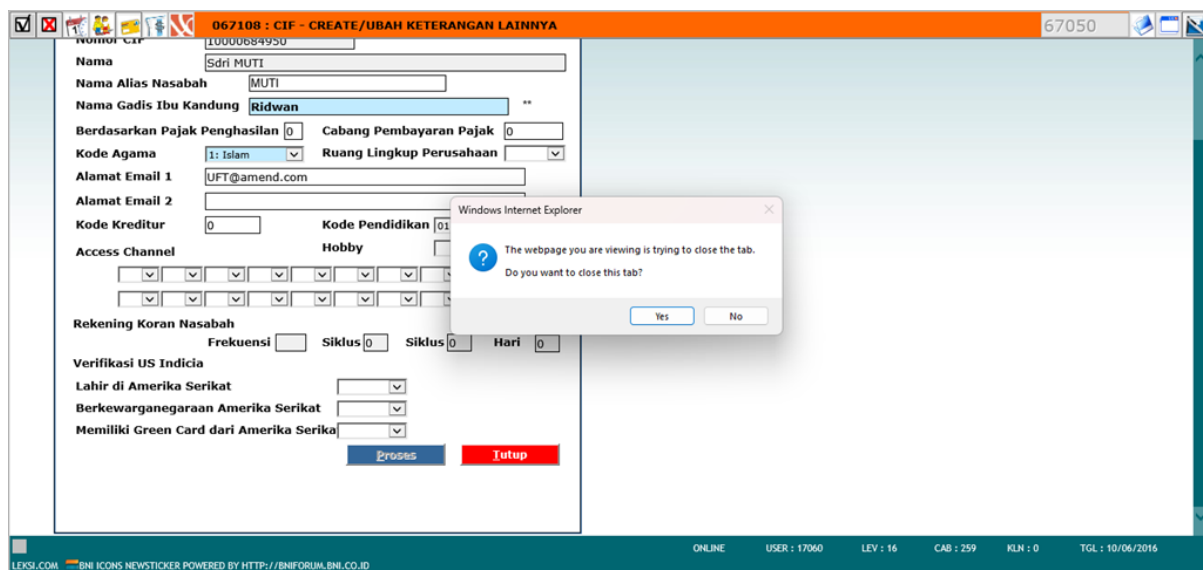 067108 : CIF - CREATE/UBAH KETERANGAN LAINNYA 67050
Nomor CIF 10000684950
Nama Sdri MUTI
Nama Alias Nasabah MUTI
Nama Gadis Ibu Kandung Ridwan **
Berdasarkan Pajak Penghasilan 0 Cabang Pembayaran Pajak 0
Kode Agama 1: Islam Ruang Lingkup Perusahaan
Alamat Email 1 UFT@amend.com
Alamat Email 2
Kode Kreditur 0 Kode Pendidikan 01
Access Channel Hobby
Windows Internet Explorer
The webpage you are viewing is trying to close the tab.
Do you want to close this tab?
Yes No
Rekening Koran Nasabah
Frekuensi Siklus 0 Siklus 0 Hari 0
Verifikasi US Indicia
Lahir di Amerika Serikat
Berkewarganegaraan Amerika Serikat
Memiliki Green Card dari Amerika Serika
Proses Tutup
ONLINE USER : 17060 LEV : 16 CAB : 259 KLN : 0 TGL : 10/06/2016
LEKSI.COM BNI ICONS NEWSTICKER POWERED BY HTTP://BNIFORUM.BNI.CO.ID